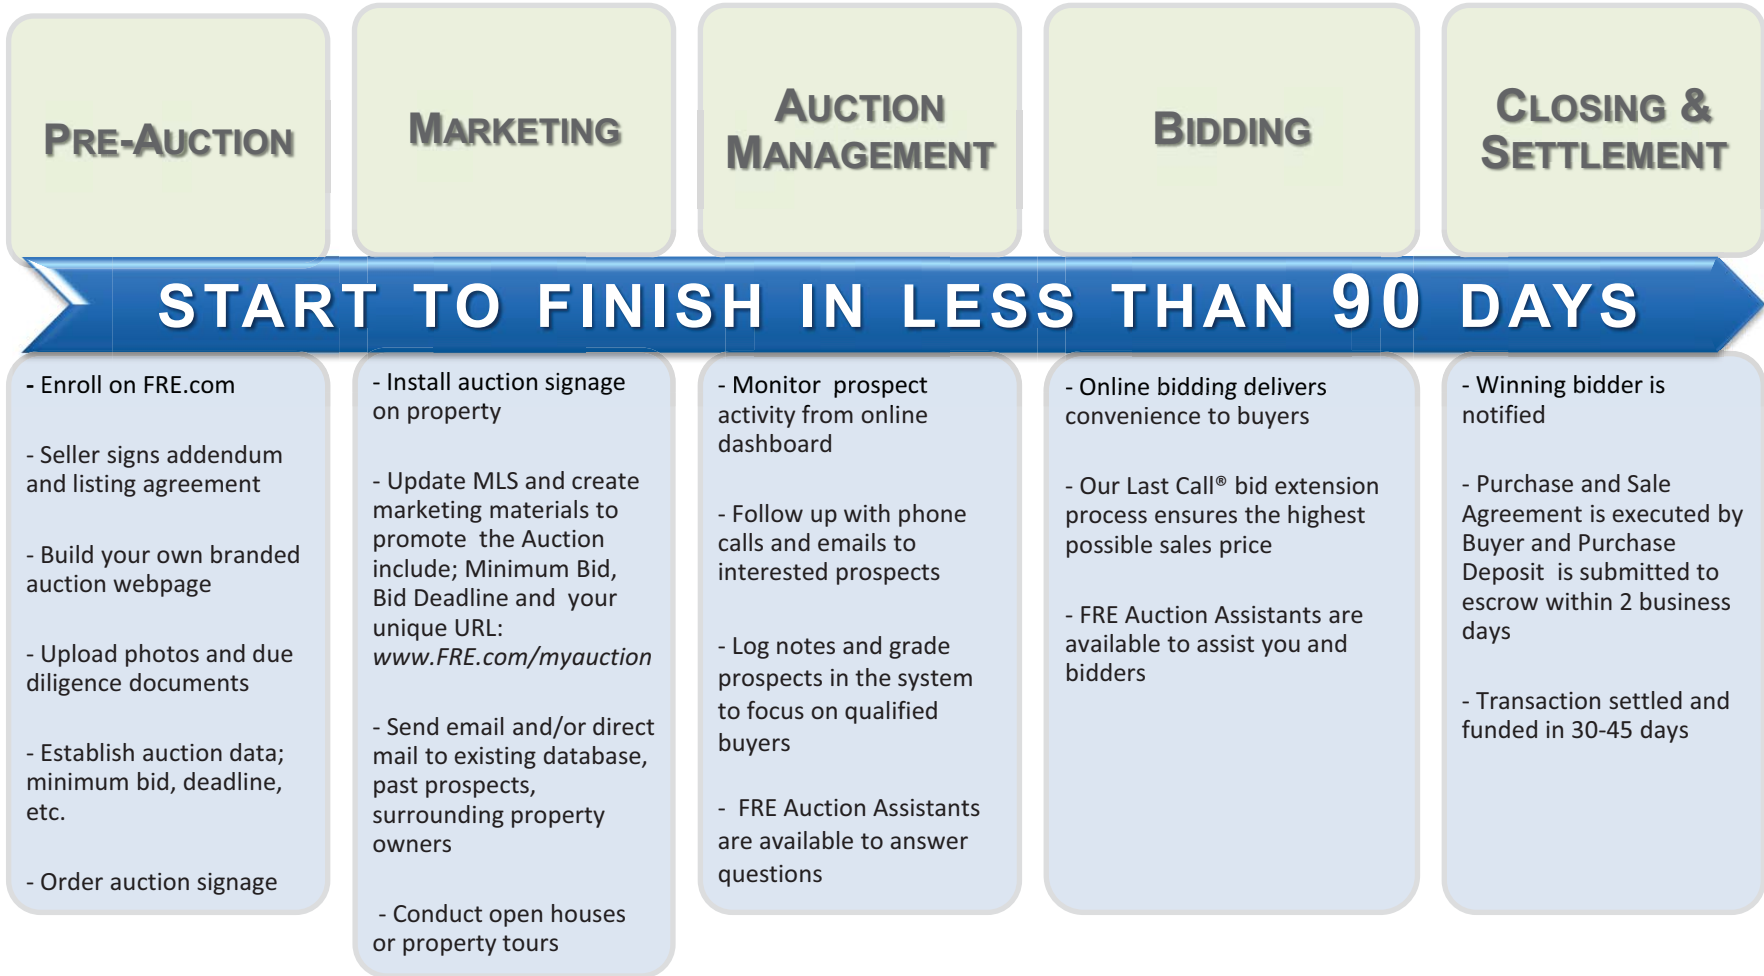 PRE-AUCTION
MARKETING
AUCTION
MANAGEMENT
BIDDING
CLOSING &
SETTLEMENT
START TO FINISH IN LESS THAN 90 DAYS
- Enroll on FRE.com
- Seller signs addendum
and listing agreement
- Build your own branded
auction webpage
- Upload photos and due
diligence documents
- Establish auction data;
minimum bid, deadline,
etc.
- Order auction signage
- Install auction signage
on property
- Update MLS and create
marketing materials to
promote the Auction
include; Minimum Bid,
Bid Deadline and your
unique URL:
www.FRE.com/myauction
- Send email and/or direct
mail to existing database,
past prospects,
surrounding property
owners
- Conduct open houses
or property tours
- Monitor prospect
activity from online
dashboard
- Follow up with phone
calls and emails to
interested prospects
- Log notes and grade
prospects in the system
to focus on qualified
buyers
- FRE Auction Assistants
are available to answer
questions
- Online bidding delivers
convenience to buyers
- Our Last Call® bid extension
process ensures the highest
possible sales price
- FRE Auction Assistants are
available to assist you and
bidders
- Winning bidder is
notified
- Purchase and Sale
Agreement is executed by
Buyer and Purchase
Deposit is submitted to
escrow within 2 business
days
- Transaction settled and
funded in 30-45 days